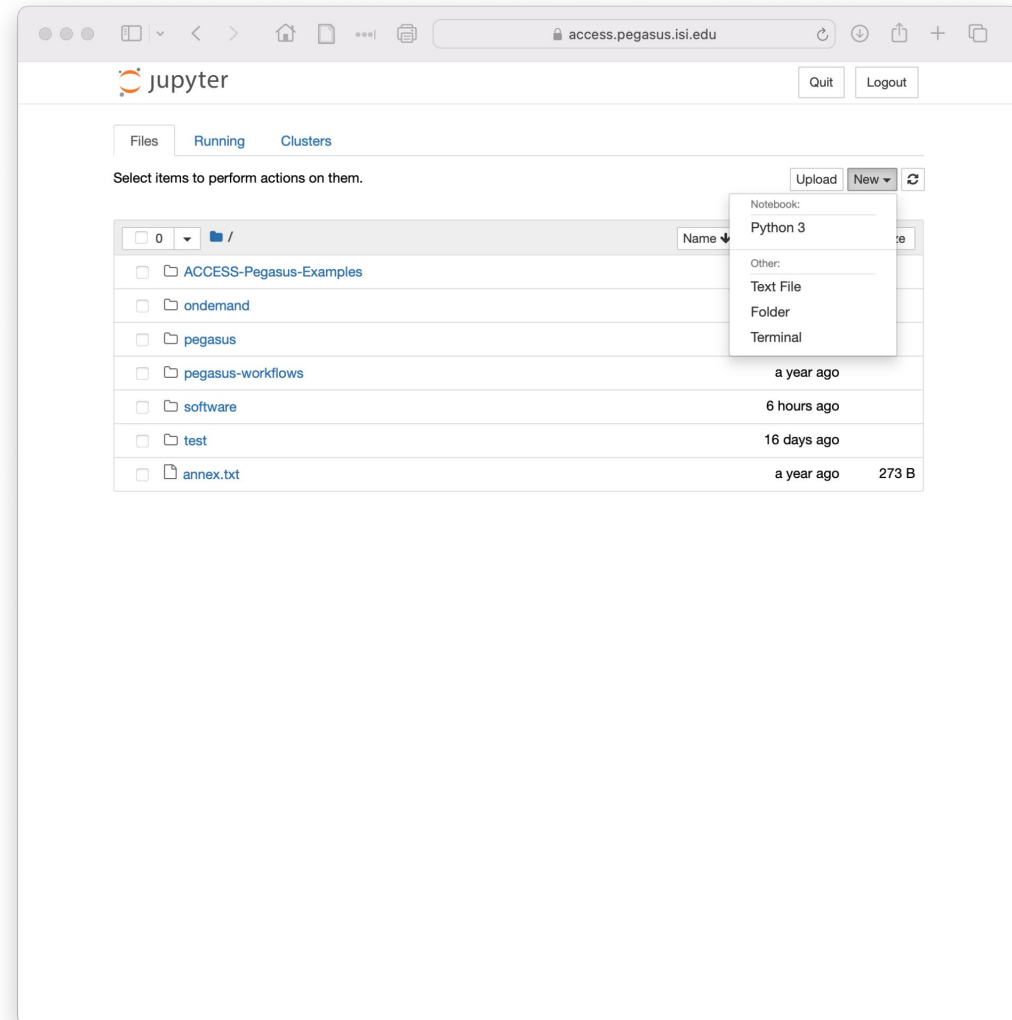 access.pegasus.isi.edu
jupyter
Quit Logout
Files Running Clusters
Select items to perform actions on them.
Upload New
Notebook:
Python 3
Other:
Text File
Folder
Terminal
0 / Name
ACCESS-Pegasus-Examples
ondemand
pegasus
pegasus-workflows a year ago
software 6 hours ago
test 16 days ago
annex.txt a year ago 273 B